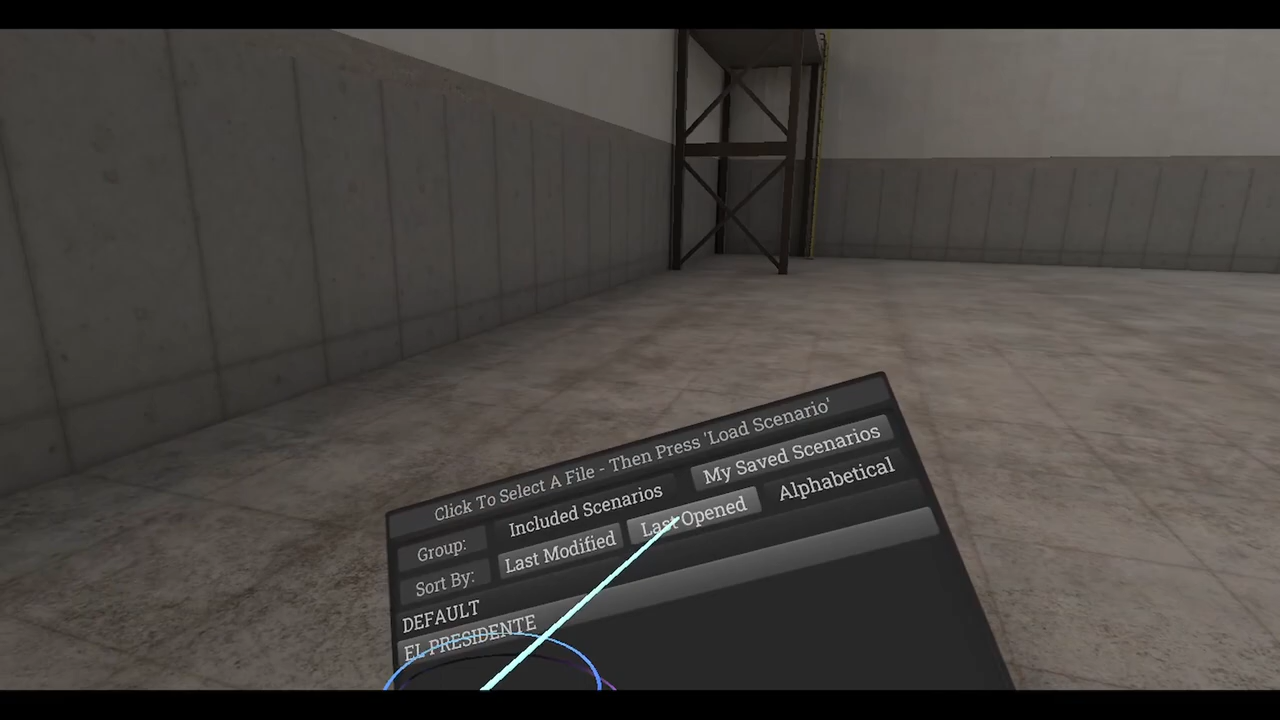 Click To Select A File - Then Press 'Load Scenario'
Group: Included Scenarios My Saved Scenarios
Sort By: Last Modified Last Opened Alphabetical
DEFAULT
EL PRESIDENTE